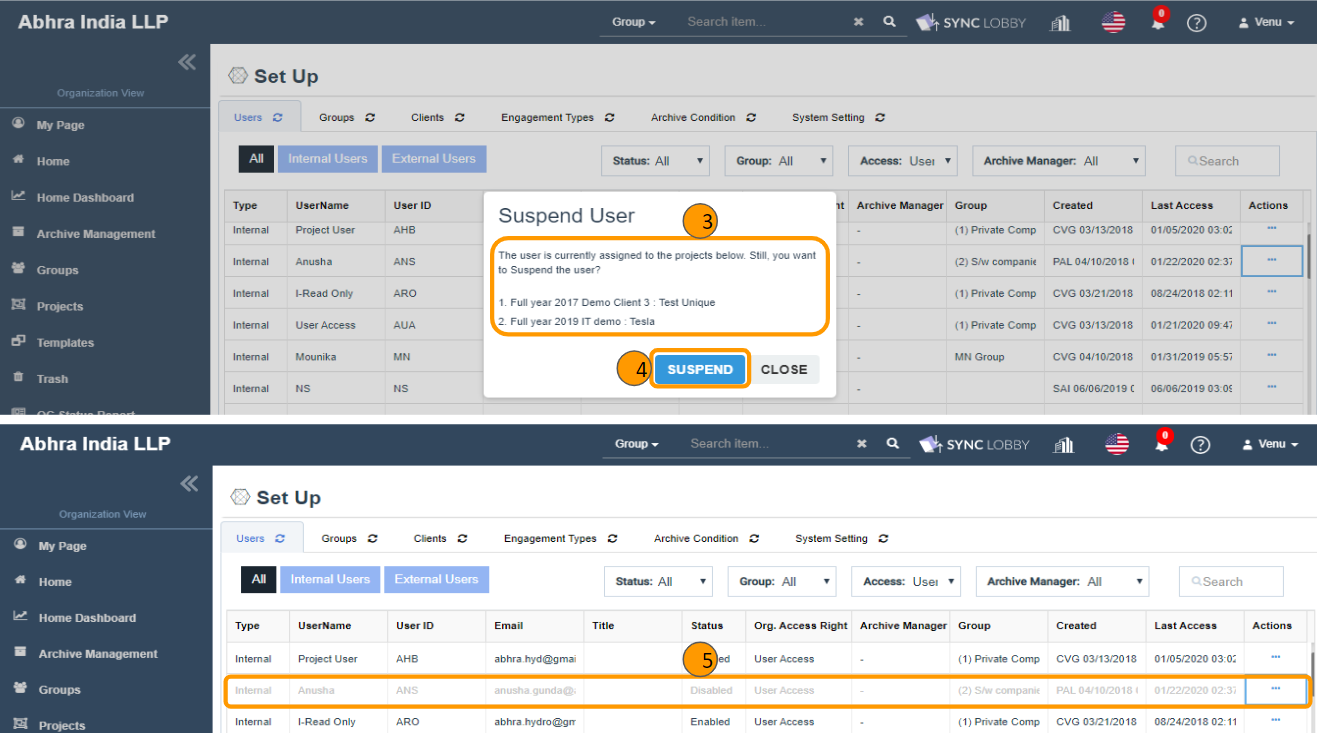 Abhra India LLP
Group
Search item...
SYNC LOBBY
0
?
Venu
Organization View
My Page
Home
Home Dashboard
Archive Management
Groups
Projects
Templates
Trash
QC Status Report
Set Up
Users
Groups
Clients
Engagement Types
Archive Condition
System Setting
All
Internal Users
External Users
Status: All
Group: All
Access: User
Archive Manager: All
Search
Type UserName User ID nt Archive Manager Group Created Last Access Actions
Internal Project User AHB - (1) Private Comp CVG 03/13/2018 01/05/2020 03:02 ...
Internal Anusha ANS - (2) S/w companie PAL 04/10/2018 01/22/2020 02:37 ...
Internal I-Read Only ARO - (1) Private Comp CVG 03/21/2018 08/24/2018 02:11 ...
Internal User Access AUA - (1) Private Comp CVG 03/13/2018 01/21/2020 09:47 ...
Internal Mounika MN - MN Group CVG 04/10/2018 01/31/2019 05:57 ...
Internal NS NS - SAI 06/06/2019 06/06/2019 03:09 ...
Suspend User
3
The user is currently assigned to the projects below. Still, you want
to Suspend the user?
1. Full year 2017 Demo Client 3 : Test Unique
2. Full year 2019 IT demo : Tesla
4
SUSPEND
CLOSE
Abhra India LLP
Group
Search item...
SYNC LOBBY
0
?
Venu
Organization View
My Page
Home
Home Dashboard
Archive Management
Groups
Projects
Set Up
Users
Groups
Clients
Engagement Types
Archive Condition
System Setting
All
Internal Users
External Users
Status: All
Group: All
Access: User
Archive Manager: All
Search
Type UserName User ID Email Title Status Org. Access Right Archive Manager Group Created Last Access Actions
Internal Project User AHB abhra.hyd@gmai ed User Access - (1) Private Comp CVG 03/13/2018 01/05/2020 03:02 ...
5
Internal Anusha ANS anusha.gunda@ Disabled User Access - (2) S/w companie PAL 04/10/2018 01/22/2020 02:37 ...
Internal I-Read Only ARO abhra.hydro@gm Enabled User Access - (1) Private Comp CVG 03/21/2018 08/24/2018 02:11 ...